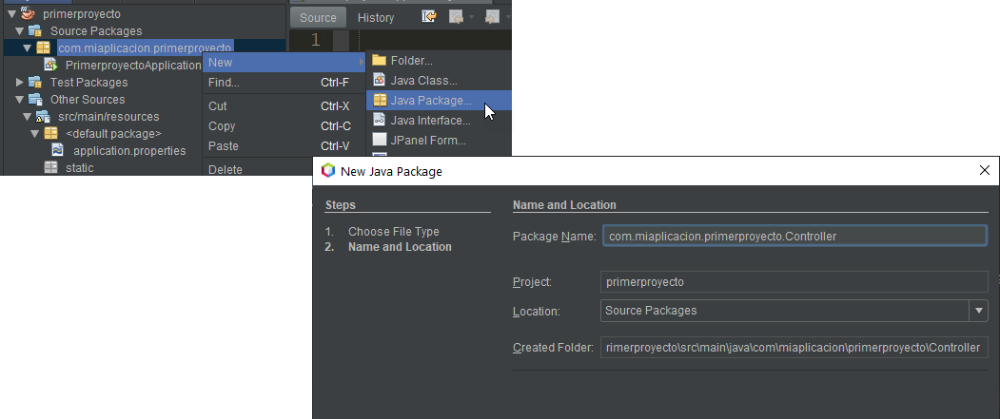 primerproyecto
Source Packages
com.miaplicacion.primerproyecto
PrimerproyectoApplication
Test Packages
Other Sources
src/main/resources
<default package>
application.properties
static
Source History
1
New
Find... Ctrl-F
Cut Ctrl-X
Copy Ctrl-C
Paste Ctrl-V
Delete
Folder...
Java Class...
Java Package...
Java Interface...
JPanel Form...
New Java Package
Steps
1. Choose File Type
2. Name and Location
Name and Location
Package Name: com.miaplicacion.primerproyecto.Controller
Project: primerproyecto
Location: Source Packages
Created Folder: rimerproyecto\src\main\java\com\miaplicacion\primerproyecto\Controller